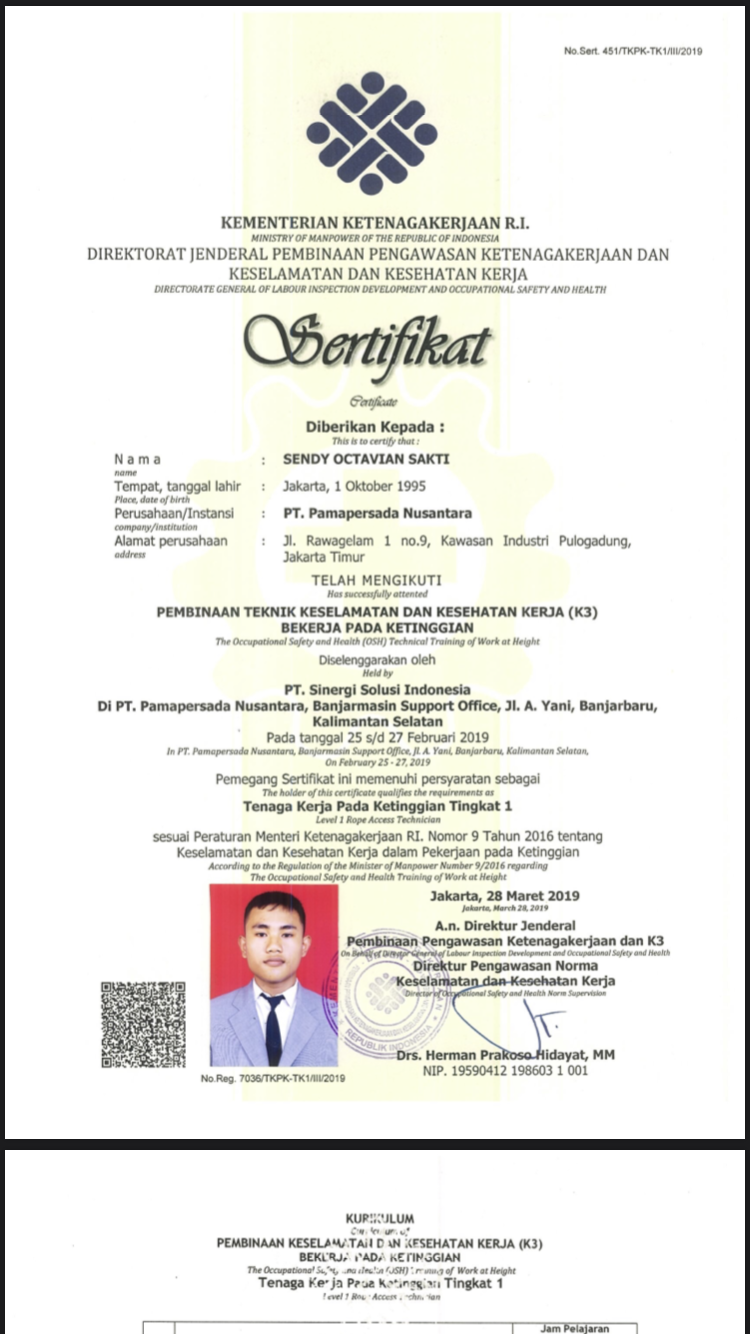 No.Sert. 451/TKPK-TK1/III/2019
KEMENTERIAN KETENAGAKERJAAN R.I.
MINISTRY OF MANPOWER OF THE REPUBLIC OF INDONESIA
DIREKTORAT JENDERAL PEMBINAAN PENGAWASAN KETENAGAKERJAAN DAN
KESELAMATAN DAN KESEHATAN KERJA
DIRECTORATE GENERAL OF LABOUR INSPECTION DEVELOPMENT AND OCCUPATIONAL SAFETY AND HEALTH
Sertifikat
Certificate
Diberikan Kepada :
This is to certify that :
N a m a : SENDY OCTAVIAN SAKTI
name
Tempat, tanggal lahir : Jakarta, 1 Oktober 1995
Place, date of birth
Perusahaan/Instansi : PT. Pamapersada Nusantara
company/institution
Alamat perusahaan : Jl. Rawagelam 1 no.9, Kawasan Industri Pulogadung,
address
Jakarta Timur
TELAH MENGIKUTI
Has successfully attented
PEMBINAAN TEKNIK KESELAMATAN DAN KESEHATAN KERJA (K3)
BEKERJA PADA KETINGGIAN
The Occupational Safety and Health (OSH) Technical Training of Work at Height
Diselenggarakan oleh
Held by
PT. Sinergi Solusi Indonesia
Di PT. Pamapersada Nusantara, Banjarmasin Support Office, Jl. A. Yani, Banjarbaru,
Kalimantan Selatan
Pada tanggal 25 s/d 27 Februari 2019
In PT. Pamapersada Nusantara, Banjarmasin Support Office, Jl. A. Yani, Banjarbaru, Kalimantan Selatan,
On February 25 - 27, 2019
Pemegang Sertifikat ini memenuhi persyaratan sebagai
The holder of this certificate qualifies the requirements as
Tenaga Kerja Pada Ketinggian Tingkat 1
Level 1 Rope Access Technician
sesuai Peraturan Menteri Ketenagakerjaan RI. Nomor 9 Tahun 2016 tentang
Keselamatan dan Kesehatan Kerja dalam Pekerjaan pada Ketinggian
According to the Regulation of the Minister of Manpower Number 9/2016 regarding
The Occupational Safety and Health Training of Work at Height
Jakarta, 28 Maret 2019
Jakarta, March 28, 2019
A.n. Direktur Jenderal
Pembinaan Pengawasan Ketenagakerjaan dan K3
On Behalf of Director General of Labour Inspection Development and Occupational Safety and Health
Direktur Pengawasan Norma
Keselamatan dan Kesehatan Kerja
Director of Occupational Safety and Health Norm Supervision
REPUBLIK INDONESIA
Drs. Herman Prakoso Hidayat, MM
NIP. 19590412 198603 1 001
No.Reg. 7036/TKPK-TK1/III/2019
KURIKULUM
Curriculum of
PEMBINAAN KESELAMATAN DAN KESEHATAN KERJA (K3)
BEKERJA PADA KETINGGIAN
The Occupational Safety and Health (OSH) Training of Work at Height
Tenaga Kerja Pada Ketinggian Tingkat 1
Level 1 Rope Access Technician
Jam Pelajaran